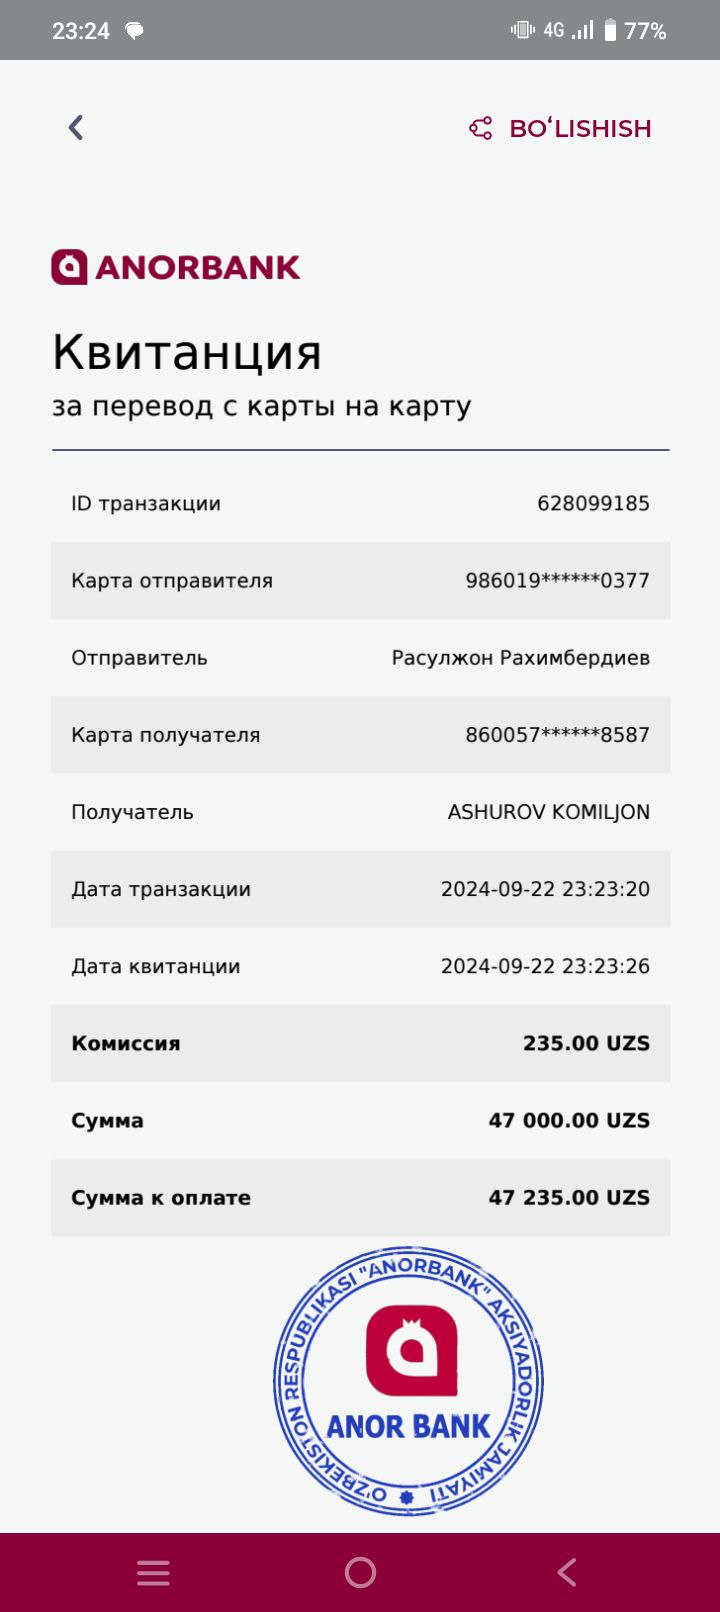 23:24 4G 77%
BOʻLISHISH
ANORBANK
Квитанция
за перевод с карты на карту
ID транзакции 628099185
Карта отправителя 986019******0377
Отправитель Расулжон Рахимбердиев
Карта получателя 860057******8587
Получатель ASHUROV KOMILJON
Дата транзакции 2024-09-22 23:23:20
Дата квитанции 2024-09-22 23:23:26
Комиссия 235.00 UZS
Сумма 47 000.00 UZS
Сумма к оплате 47 235.00 UZS
O'ZBEKISTON RESPUBLIKASI "ANORBANK" AKSIYADORLIK JAMIYATI
ANOR BANK